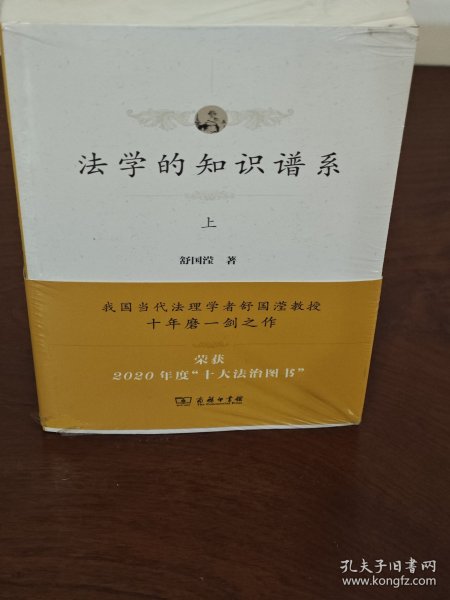 法学的知识谱系
上
舒国滢 著
我国当代法理学者舒国滢教授
十年磨一剑之作
荣获
2020年度“十大法治图书”
商务印书馆
The Commercial Press
孔夫子旧书网
www.kongfz.com